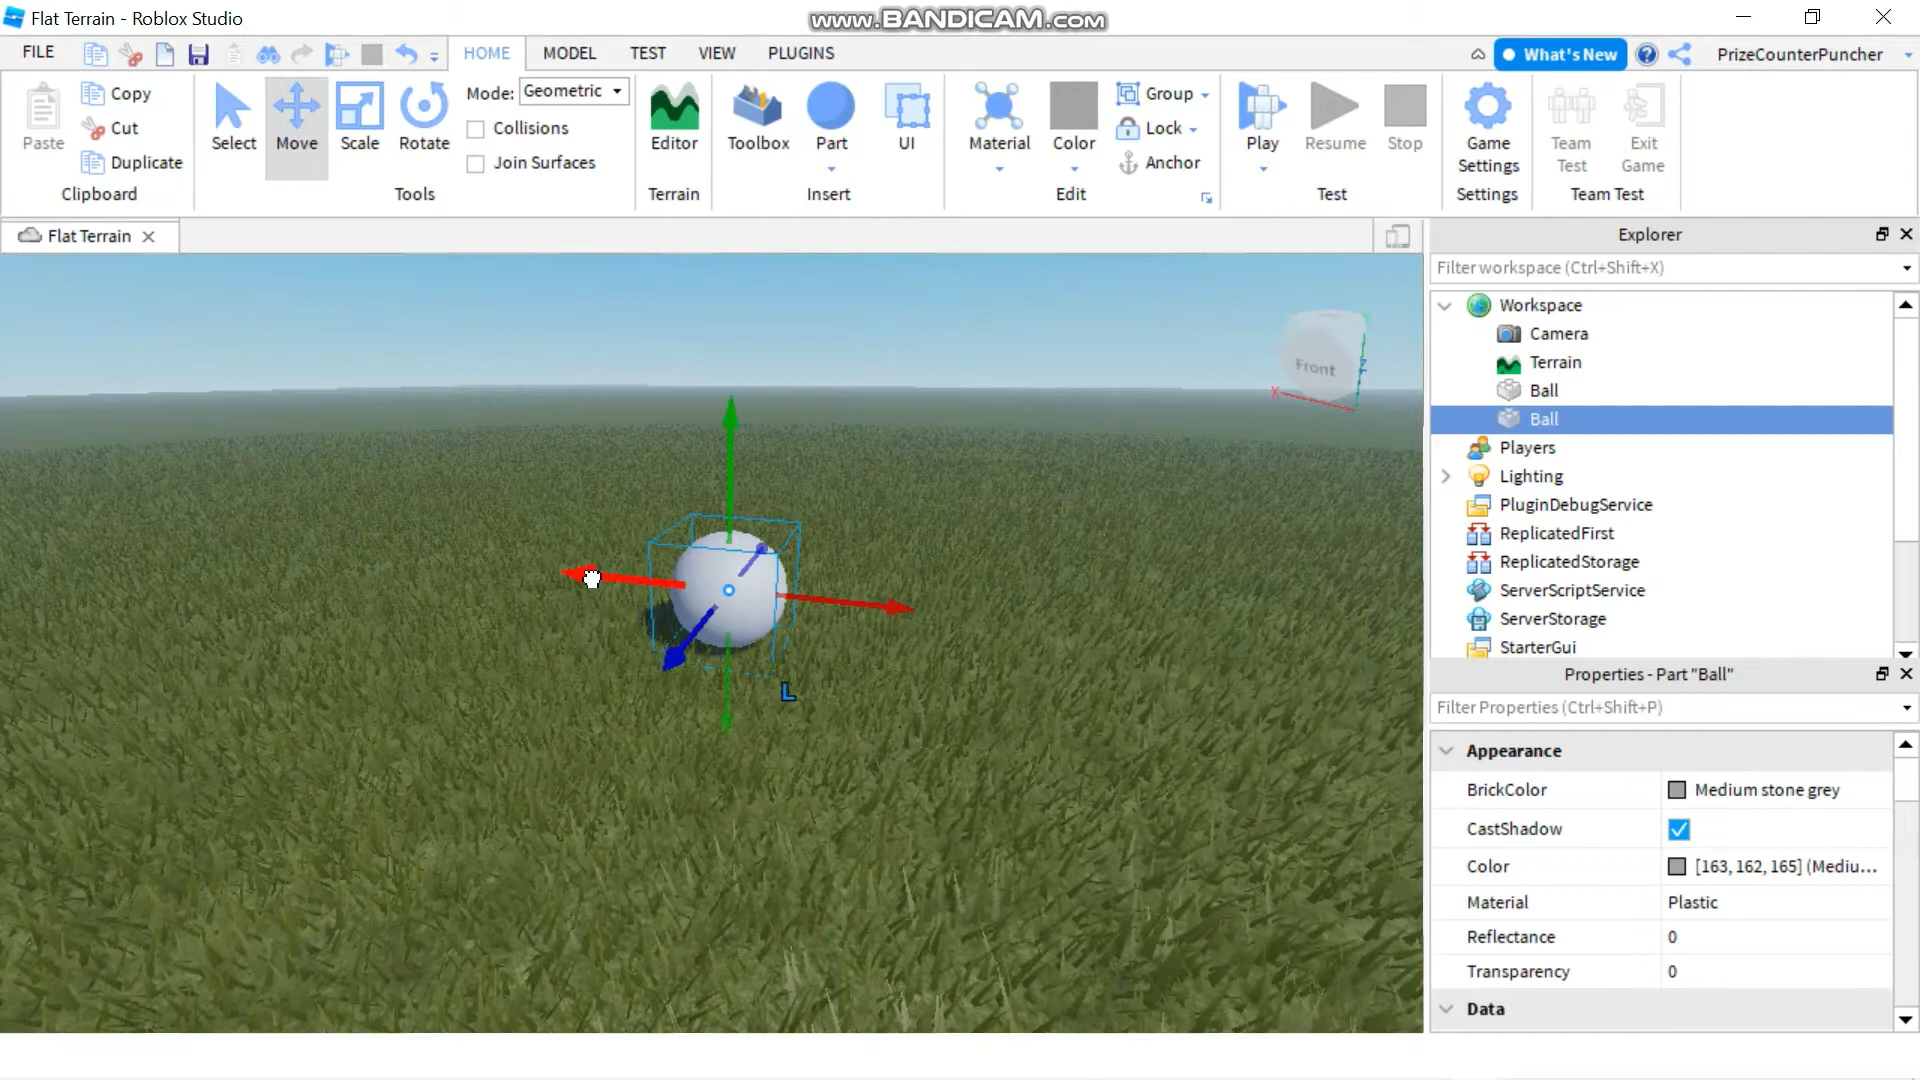 Flat Terrain - Roblox Studio
www.BANDICAM.com
FILE
HOME
MODEL
TEST
VIEW
PLUGINS
What's New
PrizeCounterPuncher
Paste
Copy
Cut
Duplicate
Clipboard
Select
Move
Scale
Rotate
Mode: Geometric
Collisions
Join Surfaces
Tools
Editor
Terrain
Toolbox
Part
UI
Insert
Material
Color
Group
Lock
Anchor
Edit
Play
Resume
Stop
Test
Game
Settings
Settings
Team
Test
Exit
Game
Team Test
Flat Terrain
Front
X
Z
L
Explorer
Filter workspace (Ctrl+Shift+X)
Workspace
Camera
Terrain
Ball
Ball
Players
Lighting
PluginDebugService
ReplicatedFirst
ReplicatedStorage
ServerScriptService
ServerStorage
StarterGui
Properties - Part "Ball"
Filter Properties (Ctrl+Shift+P)
Appearance
BrickColor Medium stone grey
CastShadow
Color [163, 162, 165] (Mediu...
Material Plastic
Reflectance 0
Transparency 0
Data